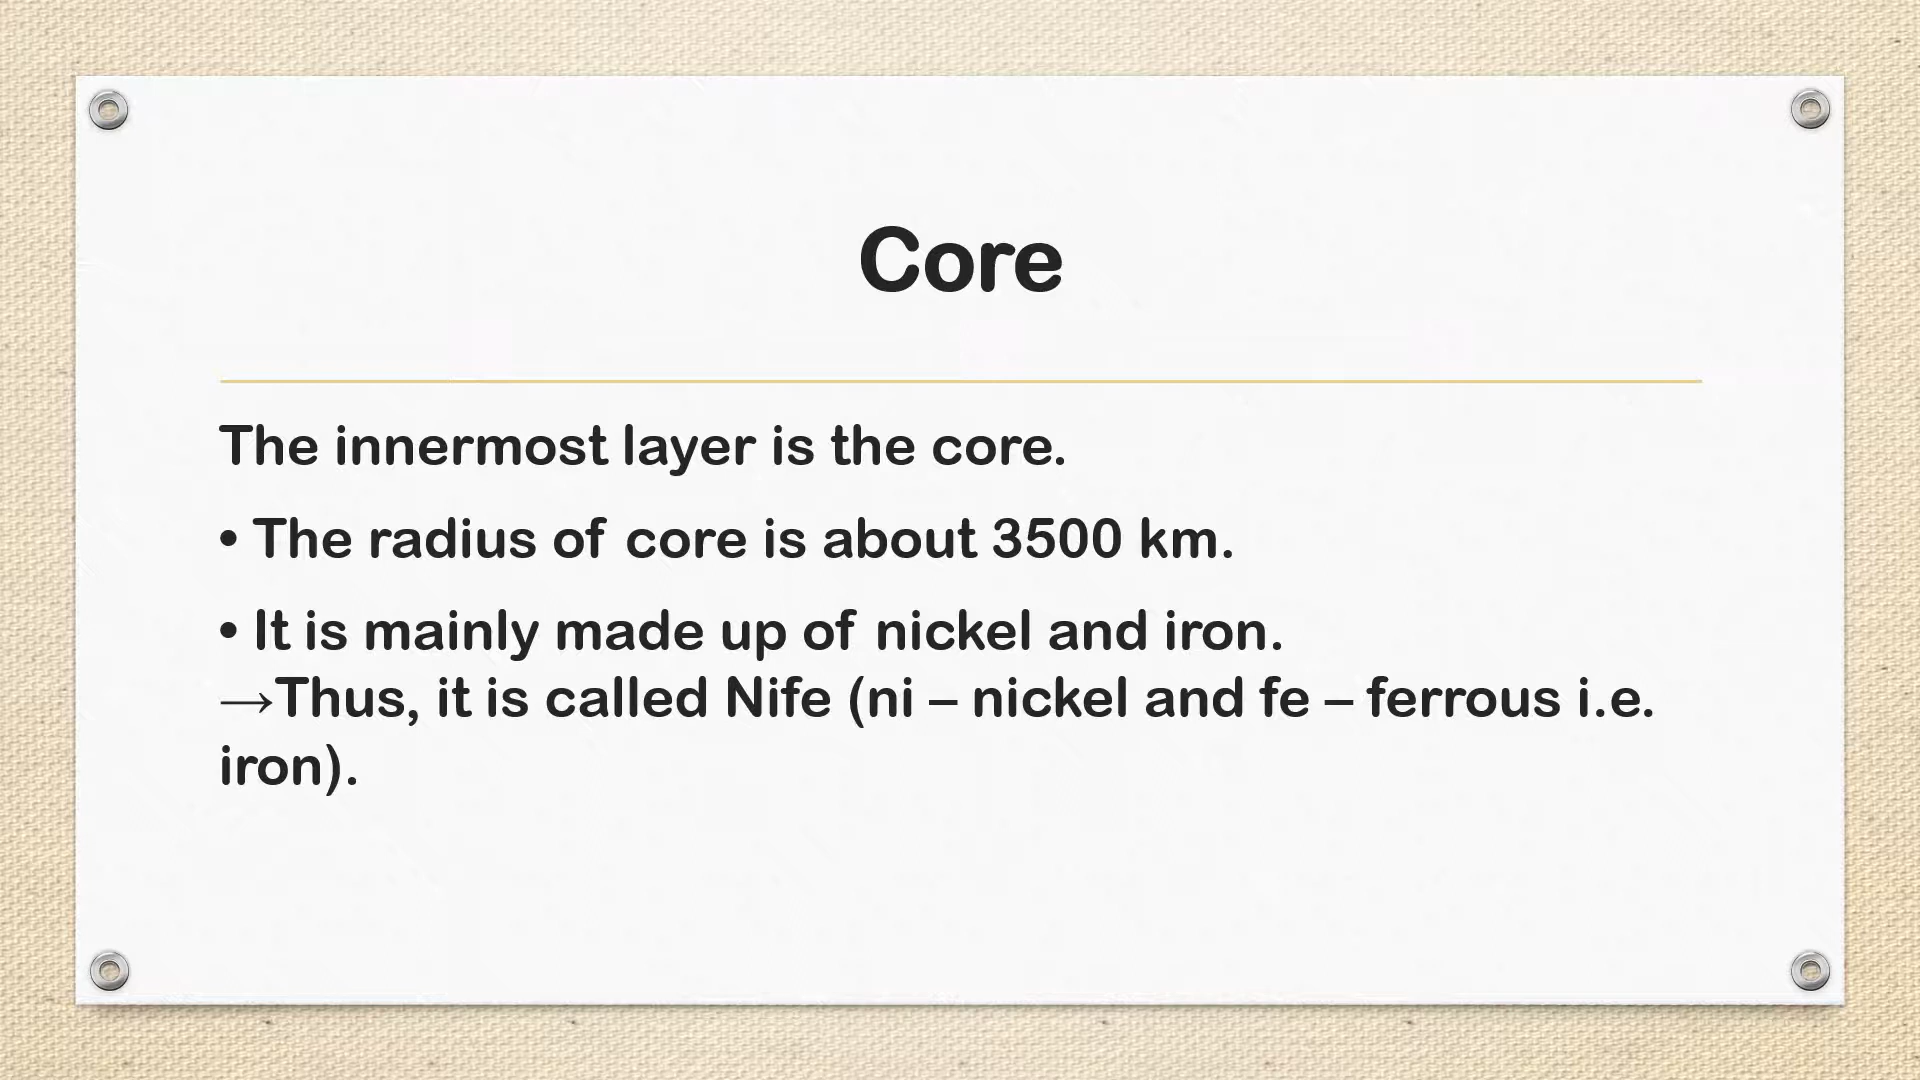 Core
The innermost layer is the core.
• The radius of core is about 3500 km.
• It is mainly made up of nickel and iron.
→Thus, it is called Nife (ni – nickel and fe – ferrous i.e.
iron).